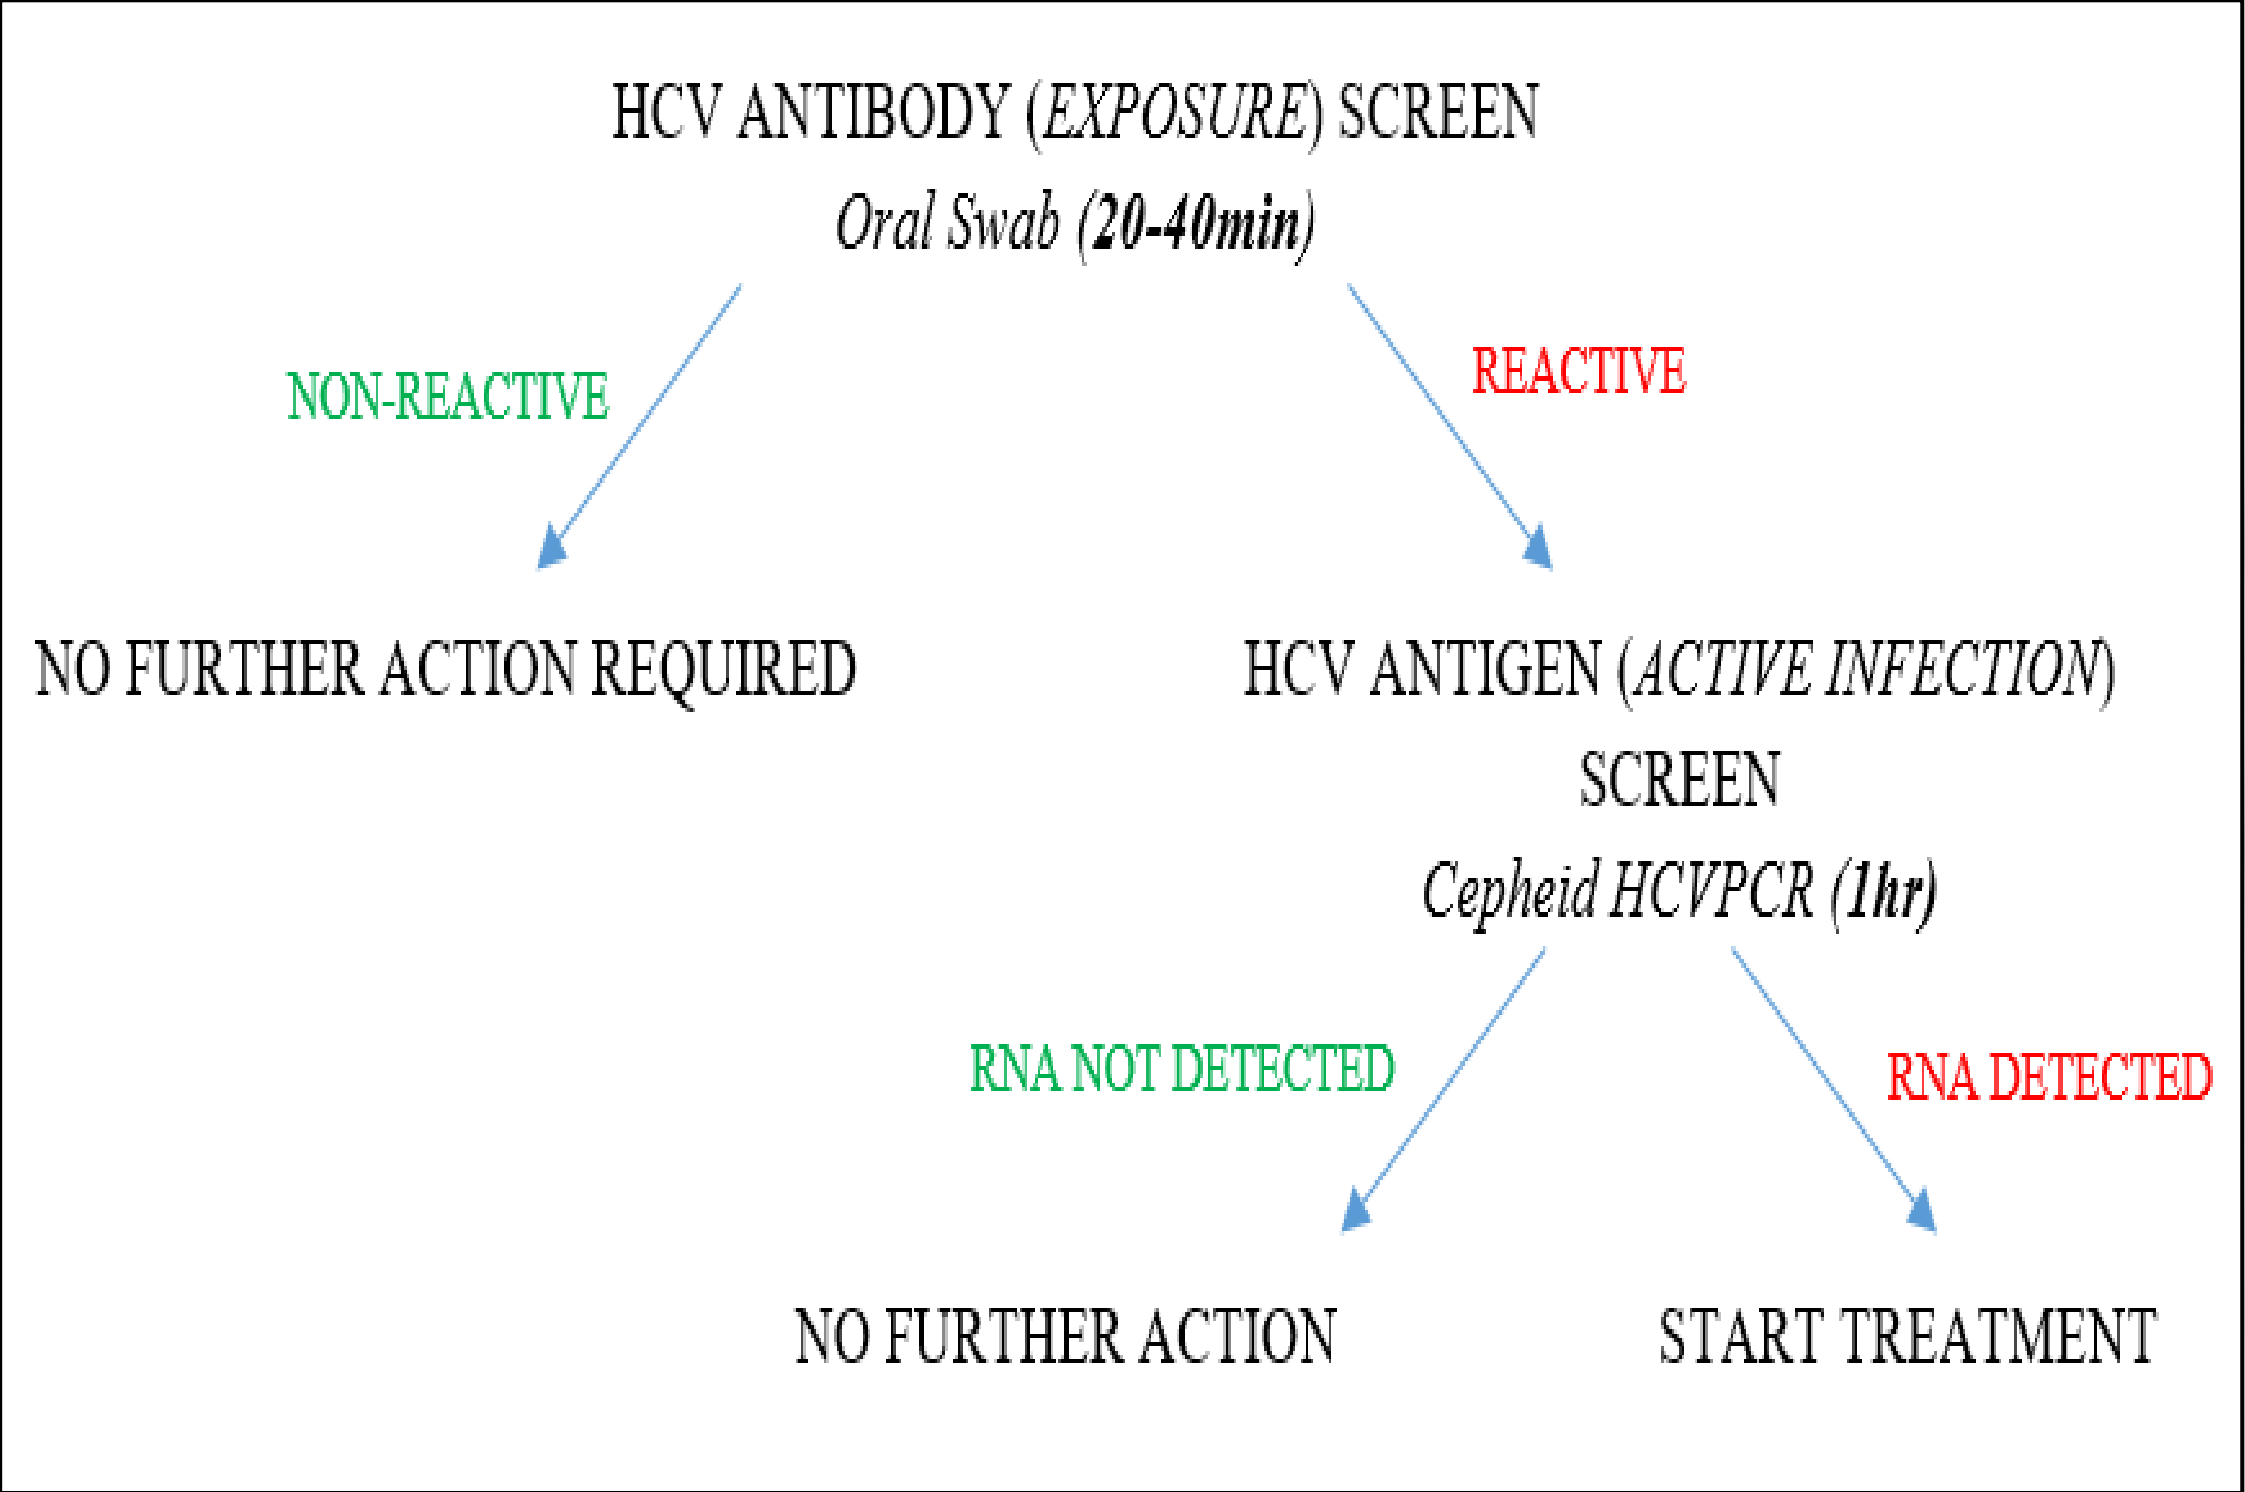 HCV ANTIBODY (EXPOSURE) SCREEN
Oral Swab (20-40min)
NON-REACTIVE
REACTIVE
NO FURTHER ACTION REQUIRED
HCV ANTIGEN (ACTIVE INFECTION)
SCREEN
Cepheid HCVPCR (1hr)
RNA NOT DETECTED
RNA DETECTED
NO FURTHER ACTION
START TREATMENT